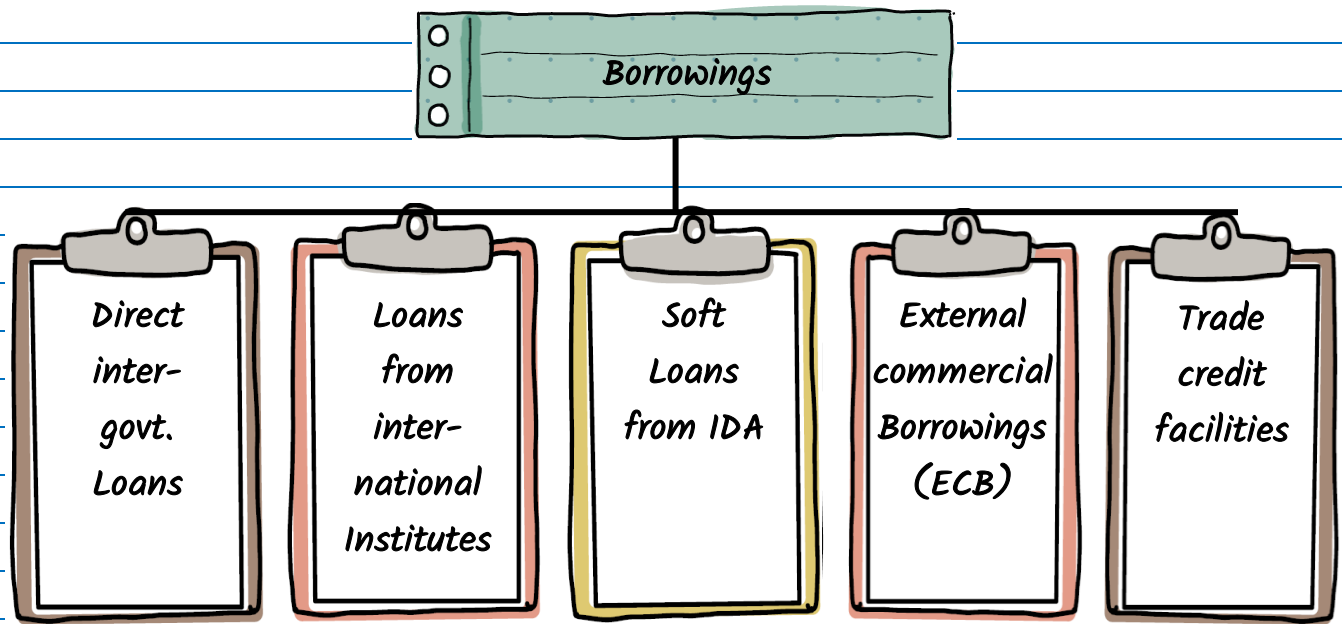 Borrowings
Direct
inter-
govt.
Loans
Loans
from
inter-
national
Institutes
Soft
Loans
from IDA
External
commercial
Borrowings
(ECB)
Trade
credit
facilities